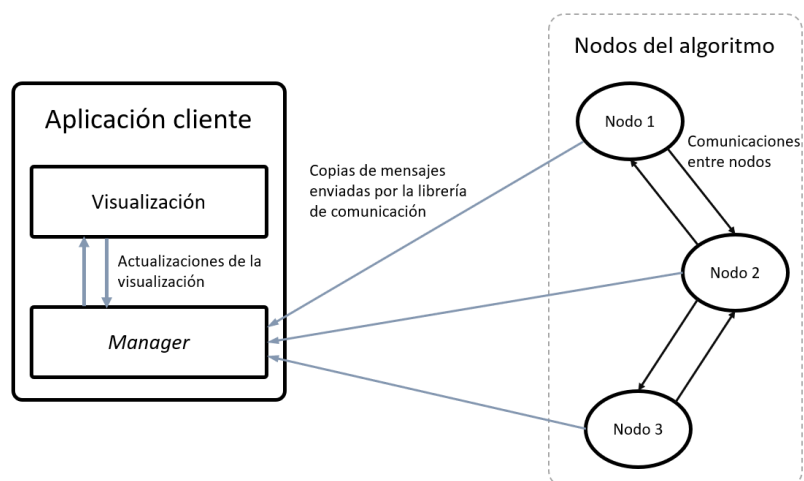 Nodos del algoritmo
Aplicación cliente
Nodo 1
Comunicaciones
entre nodos
Copias de mensajes
enviadas por la librería
de comunicación
Visualización
Actualizaciones de la
visualización
Nodo 2
Manager
Nodo 3